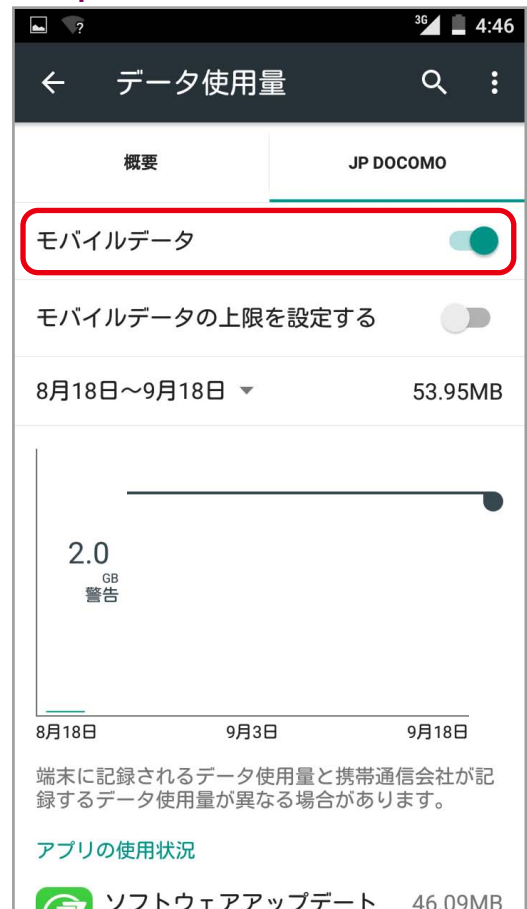 3G 4:46
データ使用量
概要 JP DOCOMO
モバイルデータ
モバイルデータの上限を設定する
8月18日～9月18日 53.95MB
2.0
GB
警告
8月18日 9月3日 9月18日
端末に記録されるデータ使用量と携帯通信会社が記
録するデータ使用量が異なる場合があります。
アプリの使用状況
ソフトウェアアップデート 46.09MB